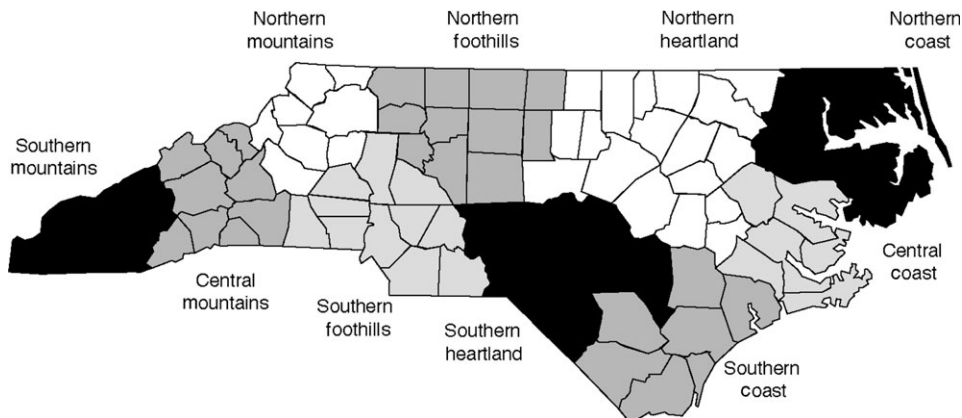 Northern
mountains
Northern
foothills
Northern
heartland
Northern
coast
Southern
mountains
Central
mountains
Southern
foothills
Southern
heartland
Central
coast
Southern
coast